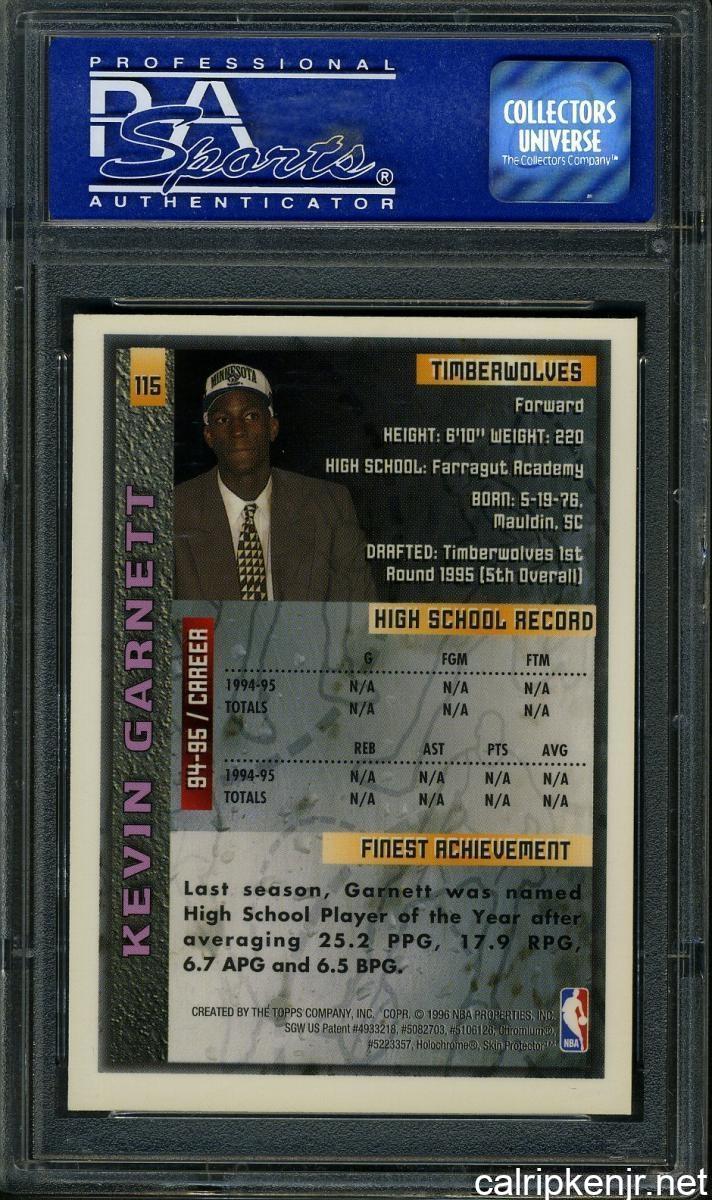 PROFESSIONAL
PSA
Sports®
AUTHENTICATOR
COLLECTORS
UNIVERSE
The Collectors Company™
115
MINNESOTA
KEVIN GARNETT
TIMBERWOLVES
Forward
HEIGHT: 6'10" WEIGHT: 220
HIGH SCHOOL: Farragut Academy
BORN: 5-19-76,
Mauldin, SC
DRAFTED: Timberwolves 1st
Round 1995 (5th Overall)
HIGH SCHOOL RECORD
94-95 / CAREER
G FGM FTM
1994-95 N/A N/A N/A
TOTALS N/A N/A N/A
REB AST PTS AVG
1994-95 N/A N/A N/A N/A
TOTALS N/A N/A N/A N/A
FINEST ACHIEVEMENT
Last season, Garnett was named
High School Player of the Year after
averaging 25.2 PPG, 17.9 RPG,
6.7 APG and 6.5 BPG.
CREATED BY THE TOPPS COMPANY, INC. COPR. © 1996 NBA PROPERTIES, INC.
SGW US Patent #4933218, #5082703, #5106126, Chromium®,
#5223357, Holochrome®, Skin Protector™
NBA
calripkenjr.net